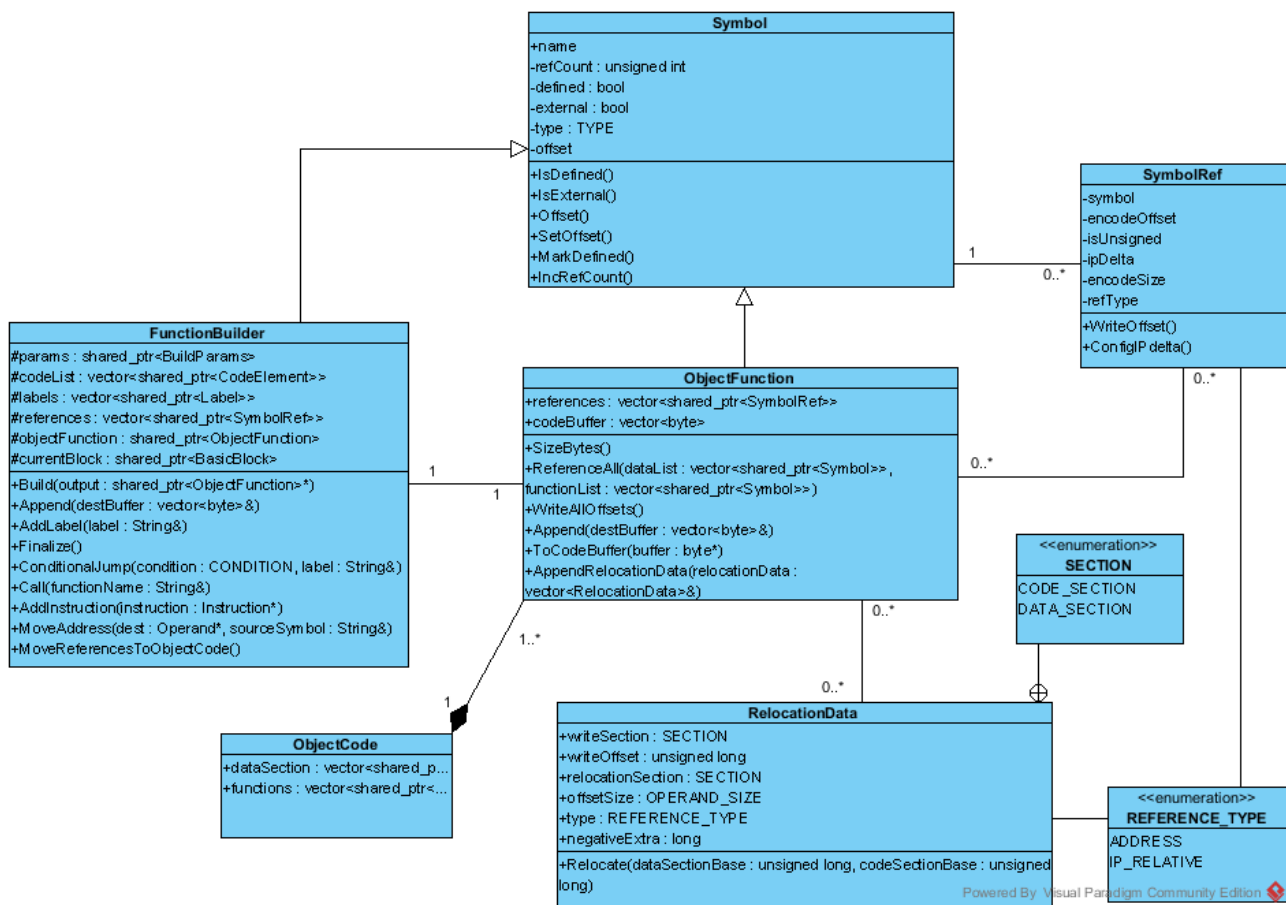 Symbol
+name
-refCount : unsigned int
-defined : bool
-external : bool
-type : TYPE
-offset
+IsDefined()
+IsExternal()
+Offset()
+SetOffset()
+MarkDefined()
+IncRefCount()
SymbolRef
-symbol
-encodeOffset
-isUnsigned
-ipDelta
-encodeSize
-refType
+WriteOffset()
+ConfigIPdelta()
1
0..*
FunctionBuilder
#params : shared_ptr<BuildParams>
#codeList : vector<shared_ptr<CodeElement>>
#labels : vector<shared_ptr<Label>>
#references : vector<shared_ptr<SymbolRef>>
#objectFunction : shared_ptr<ObjectFunction>
#currentBlock : shared_ptr<BasicBlock>
+Build(output : shared_ptr<ObjectFunction>*)
+Append(destBuffer : vector<byte>&)
+AddLabel(label : String&)
+Finalize()
+ConditionalJump(condition : CONDITION, label : String&)
+Call(functionName : String&)
+AddInstruction(instruction : Instruction*)
+MoveAddress(dest : Operand*, sourceSymbol : String&)
+MoveReferencesToObjectCode()
1
1
ObjectFunction
+references : vector<shared_ptr<SymbolRef>>
+codeBuffer : vector<byte>
+SizeBytes()
+ReferenceAll(dataList : vector<shared_ptr<Symbol>>,
functionList : vector<shared_ptr<Symbol>>)
+WriteAllOffsets()
+Append(destBuffer : vector<byte>&)
+ToCodeBuffer(buffer : byte*)
+AppendRelocationData(relocationData :
vector<RelocationData>&)
0..*
0..*
0..*
0..*
1..*
1
<<enumeration>>
SECTION
CODE_SECTION
DATA_SECTION
ObjectCode
+dataSection : vector<shared_p...
+functions : vector<shared_ptr<...
RelocationData
+writeSection : SECTION
+writeOffset : unsigned long
+relocationSection : SECTION
+offsetSize : OPERAND_SIZE
+type : REFERENCE_TYPE
+negativeExtra : long
+Relocate(dataSectionBase : unsigned long, codeSectionBase : unsigned
long)
<<enumeration>>
REFERENCE_TYPE
ADDRESS
IP_RELATIVE
Powered By Visual Paradigm Community Edition